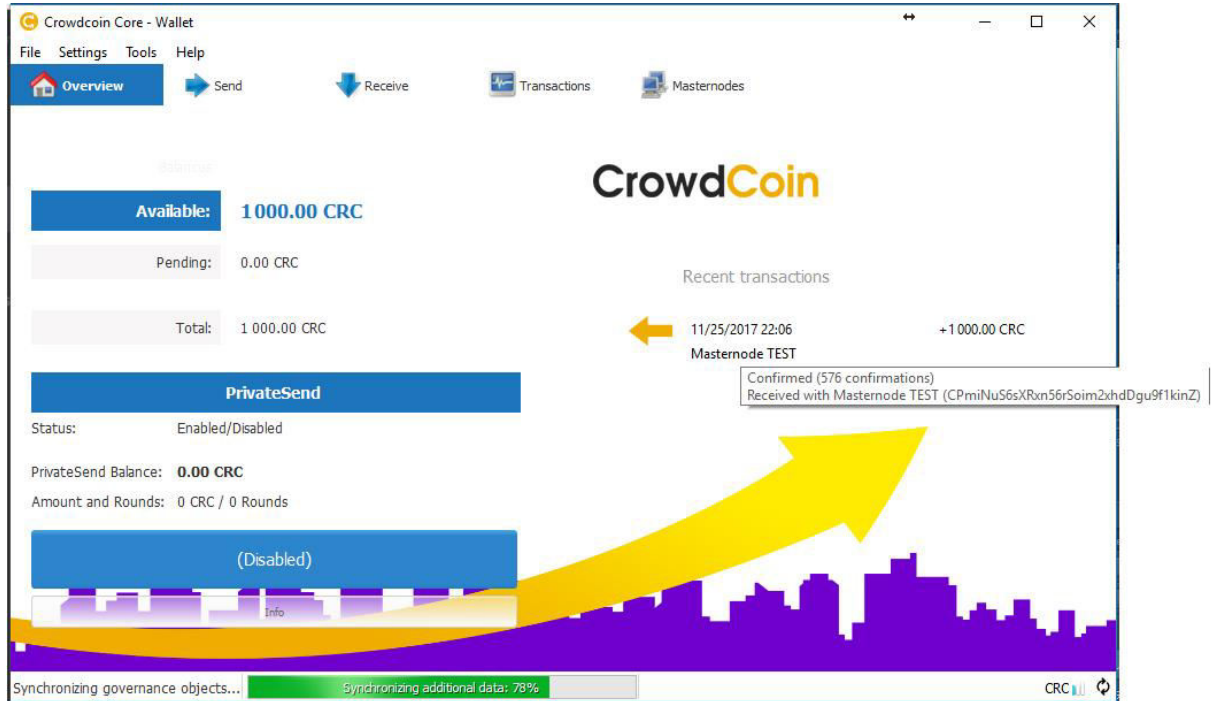 Crowdcoin Core - Wallet
File Settings Tools Help
Overview Send Receive Transactions Masternodes
Balances
CrowdCoin
Available: 1 000.00 CRC
Pending: 0.00 CRC
Recent transactions
Total: 1 000.00 CRC
11/25/2017 22:06 +1 000.00 CRC
Masternode TEST
Confirmed (576 confirmations)
Received with Masternode TEST (CPmiNuS6sXRxn56rSoim2xhdDgu9f1kinZ)
PrivateSend
Status: Enabled/Disabled
PrivateSend Balance: 0.00 CRC
Amount and Rounds: 0 CRC / 0 Rounds
(Disabled)
Info
Synchronizing governance objects... Synchronizing additional data: 78% CRC